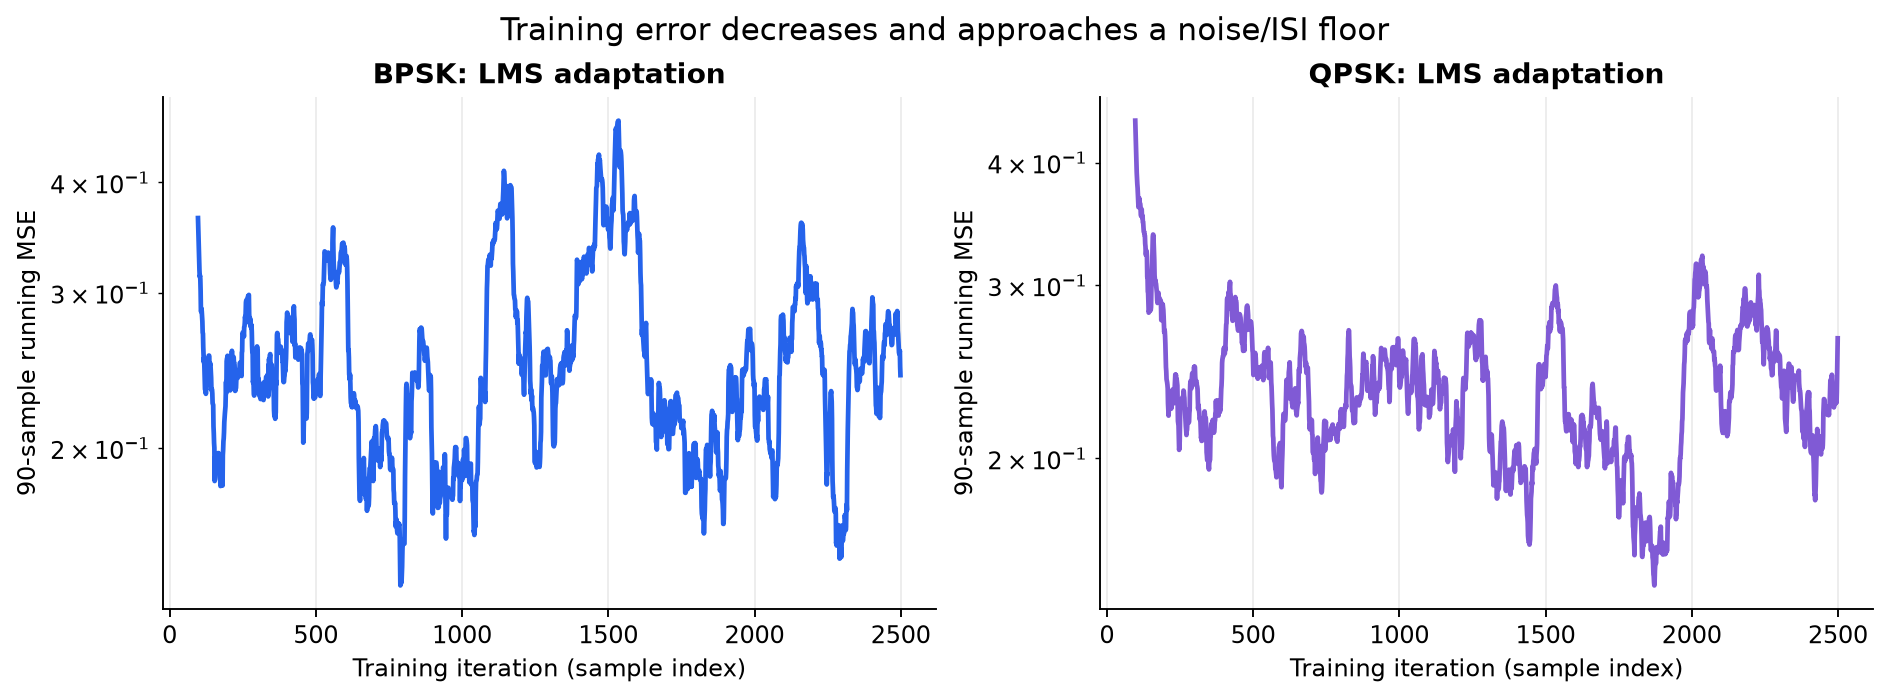 Training error decreases and approaches a noise/ISI floor
BPSK: LMS adaptation
90-sample running MSE
4 × 10⁻¹
3 × 10⁻¹
2 × 10⁻¹
0 500 1000 1500 2000 2500
Training iteration (sample index)
QPSK: LMS adaptation
90-sample running MSE
4 × 10⁻¹
3 × 10⁻¹
2 × 10⁻¹
0 500 1000 1500 2000 2500
Training iteration (sample index)